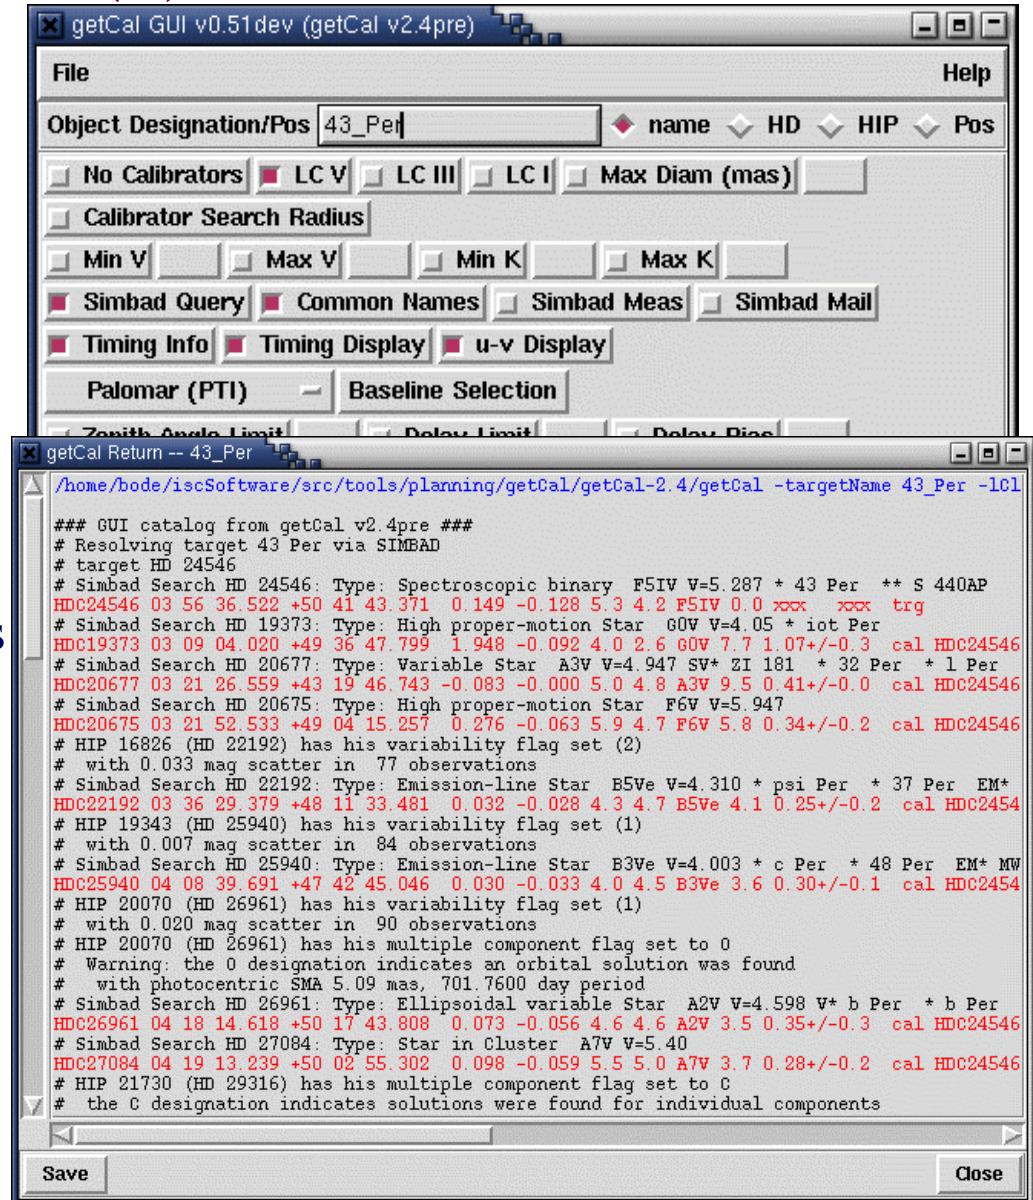 getCal GUI v0.51dev (getCal v2.4pre)
File Help
Object Designation/Pos 43_Per name HD HIP Pos
No Calibrators LC V LC III LC I Max Diam (mas)
Calibrator Search Radius
Min V Max V Min K Max K
Simbad Query Common Names Simbad Meas Simbad Mail
Timing Info Timing Display u-v Display
Palomar (PTI) Baseline Selection
Zenith Angle Limit Delay Limit Delay Bias
getCal Return -- 43_Per
/home/bode/iscSoftware/src/tools/planning/getCal/getCal-2.4/getCal -targetName 43_Per -lCl
### GUI catalog from getCal v2.4pre ###
# Resolving target 43 Per via SIMBAD
# target HD 24546
# Simbad Search HD 24546: Type: Spectroscopic binary F5IV V=5.287 * 43 Per ** S 440AP
HDC24546 03 56 36.522 +50 41 43.371 0.149 -0.128 5.3 4.2 F5IV 0.0 xxx xxx trg
# Simbad Search HD 19373: Type: High proper-motion Star G0V V=4.05 * iot Per
HDC19373 03 09 04.020 +49 36 47.799 1.948 -0.092 4.0 2.6 G0V 7.7 1.07+/-0.3 cal HDC24546
# Simbad Search HD 20677: Type: Variable Star A3V V=4.947 SV* ZI 181 * 32 Per * l Per
HDC20677 03 21 26.559 +43 19 46.743 -0.083 -0.000 5.0 4.8 A3V 9.5 0.41+/-0.0 cal HDC24546
# Simbad Search HD 20675: Type: High proper-motion Star F6V V=5.947
HDC20675 03 21 52.533 +49 04 15.257 0.276 -0.063 5.9 4.7 F6V 5.8 0.34+/-0.2 cal HDC24546
# HIP 16826 (HD 22192) has his variability flag set (2)
# with 0.033 mag scatter in 77 observations
# Simbad Search HD 22192: Type: Emission-line Star B5Ve V=4.310 * psi Per * 37 Per EM*
HDC22192 03 36 29.379 +48 11 33.481 0.032 -0.028 4.3 4.7 B5Ve 4.1 0.25+/-0.2 cal HDC2454
# HIP 19343 (HD 25940) has his variability flag set (1)
# with 0.007 mag scatter in 84 observations
# Simbad Search HD 25940: Type: Emission-line Star B3Ve V=4.003 * c Per * 48 Per EM* MW
HDC25940 04 08 39.691 +47 42 45.046 0.030 -0.033 4.0 4.5 B3Ve 3.6 0.30+/-0.1 cal HDC2454
# HIP 20070 (HD 26961) has his variability flag set (1)
# with 0.020 mag scatter in 90 observations
# HIP 20070 (HD 26961) has his multiple component flag set to O
# Warning: the O designation indicates an orbital solution was found
# with photocentric SMA 5.09 mas, 701.7600 day period
# Simbad Search HD 26961: Type: Ellipsoidal variable Star A2V V=4.598 V* b Per * b Per
HDC26961 04 18 14.618 +50 17 43.808 0.073 -0.056 4.6 4.6 A2V 3.5 0.35+/-0.3 cal HDC24546
# Simbad Search HD 27084: Type: Star in Cluster A7V V=5.40
HDC27084 04 19 13.239 +50 02 55.302 0.098 -0.059 5.5 5.0 A7V 3.7 0.28+/-0.2 cal HDC24546
# HIP 21730 (HD 29316) has his multiple component flag set to C
# the C designation indicates solutions were found for individual components
Save Close